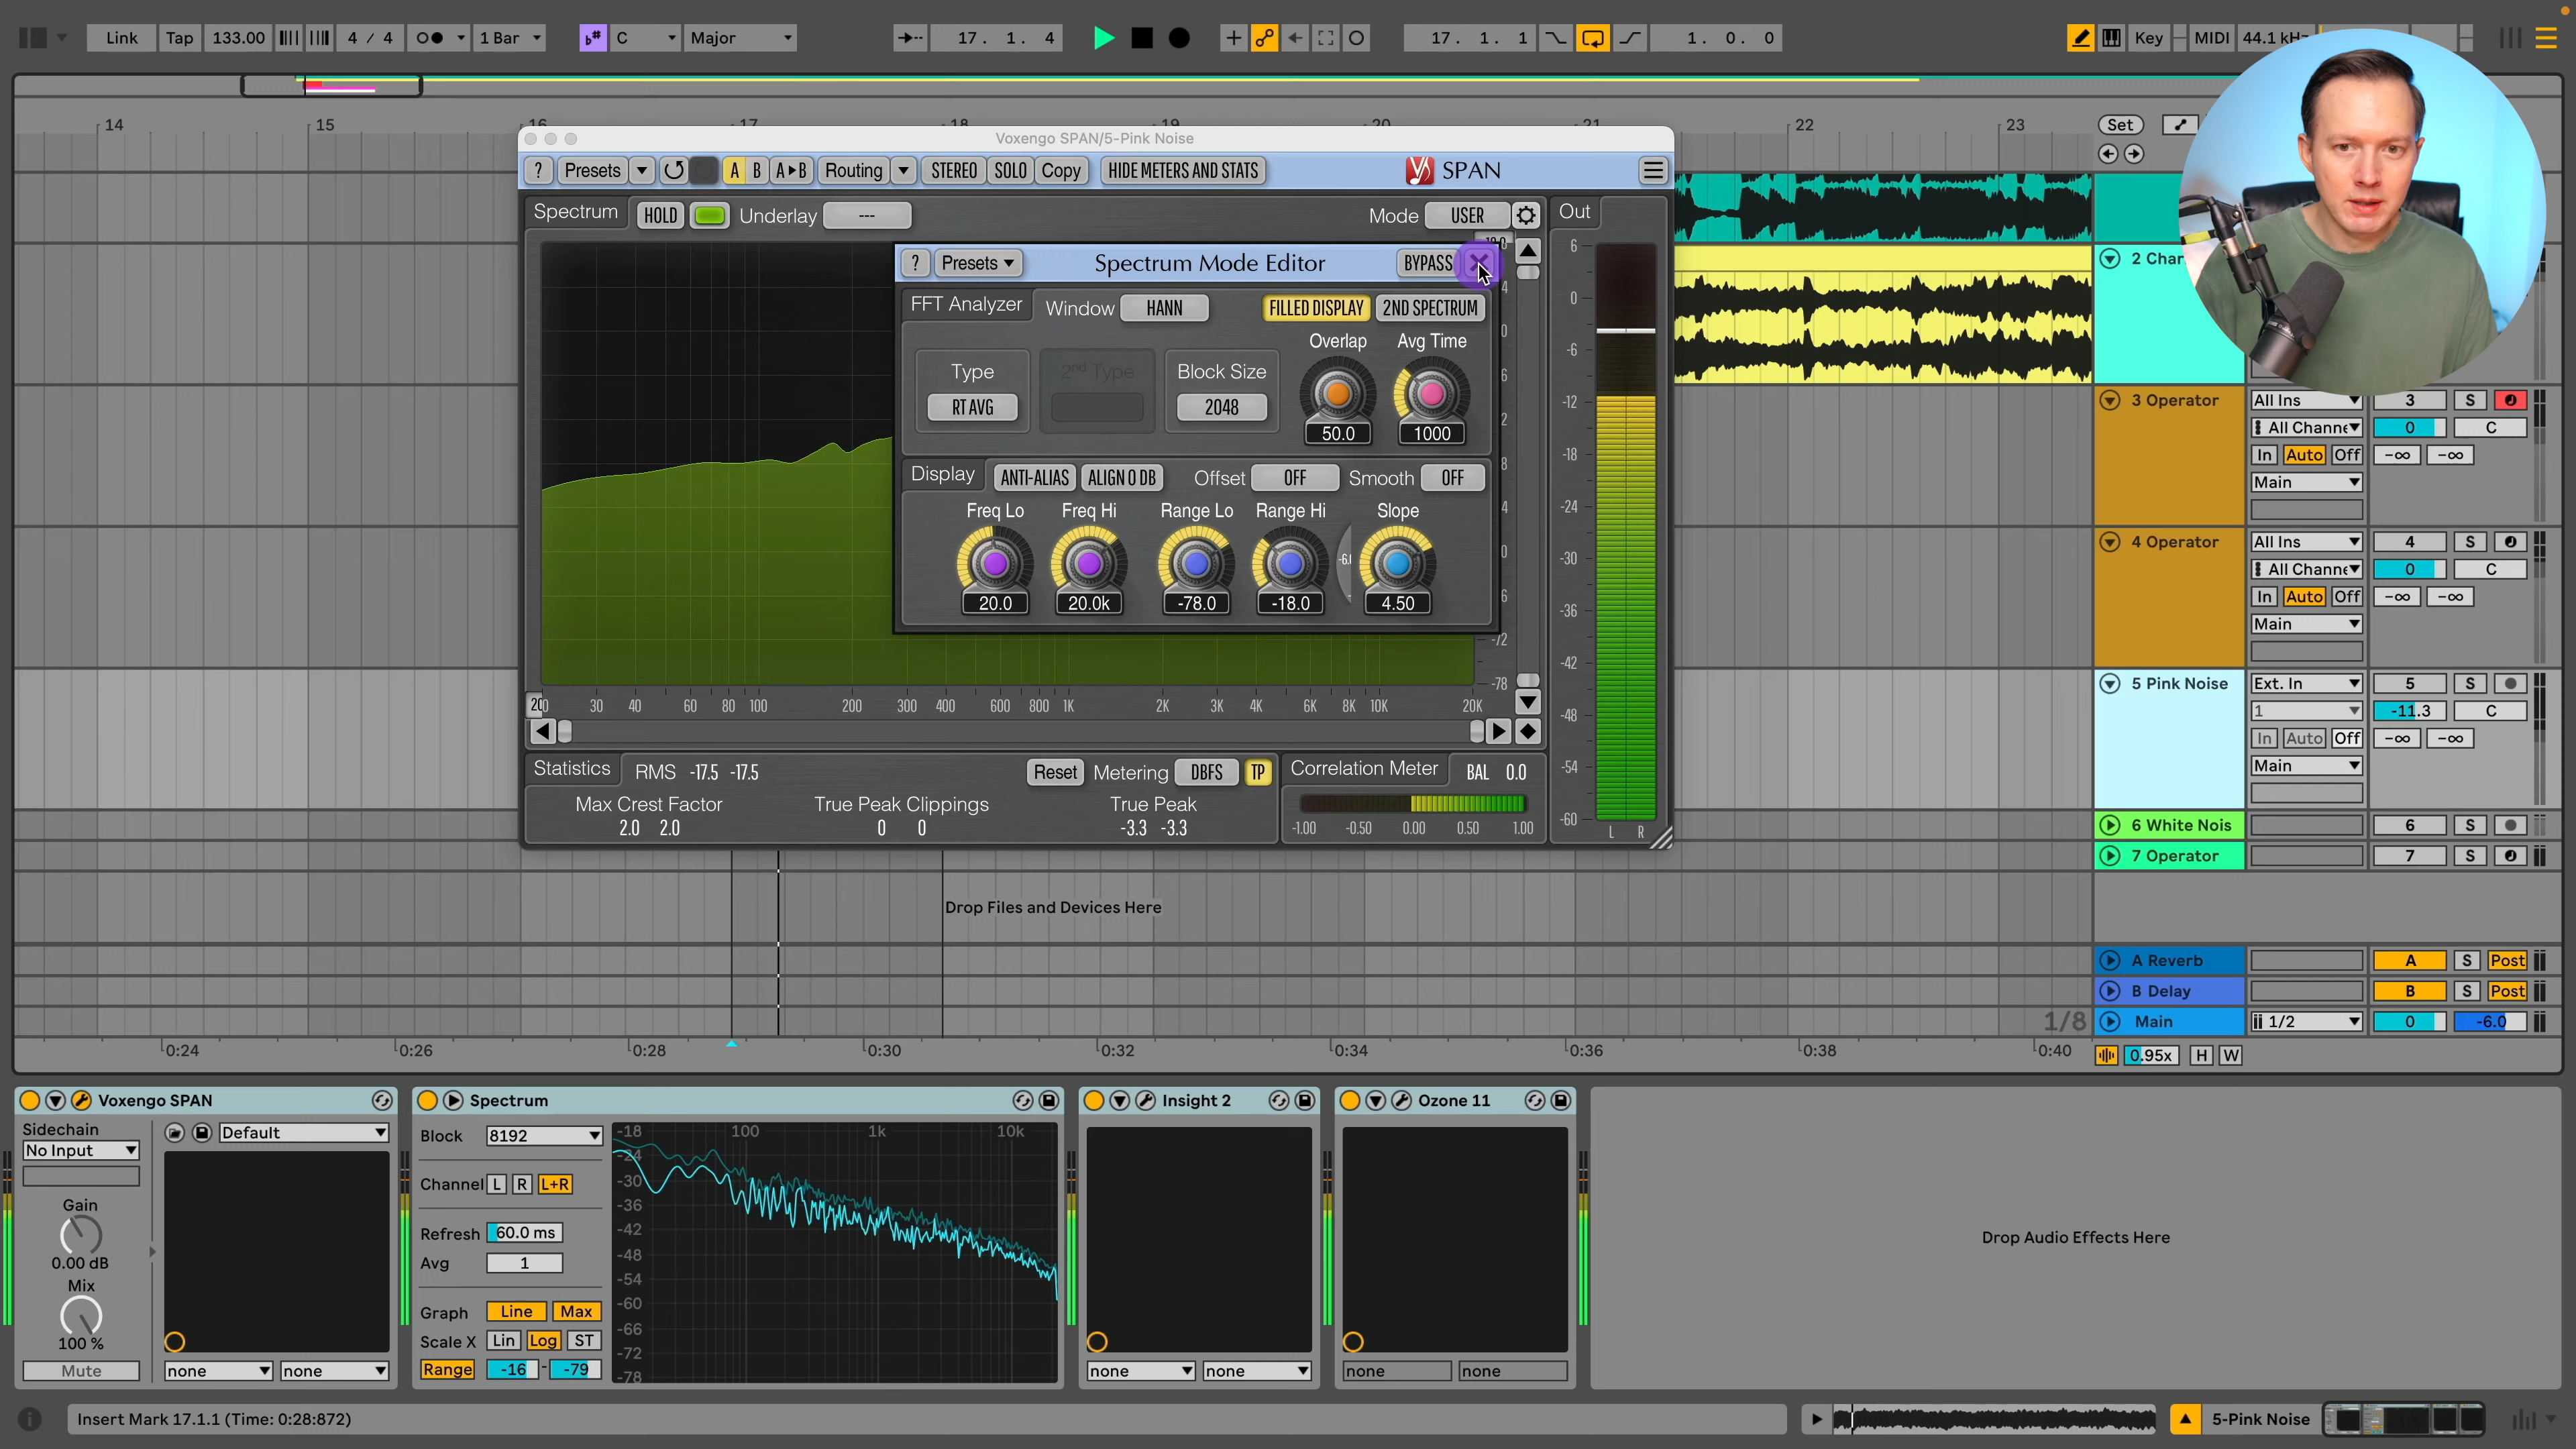 Link Tap 133.00 4 / 4 1 Bar C Major 17. 1. 4 17. 1. 1 1. 0. 0 Key MIDI 44.1 kHz
14 15 16 17 18 19 20 21 22 23 Set
Voxengo SPAN/5-Pink Noise
? Presets A B A▸B Routing STEREO SOLO Copy HIDE METERS AND STATS SPAN
Spectrum HOLD Underlay --- Mode USER Out
? Presets Spectrum Mode Editor BYPASS
FFT Analyzer Window HANN FILLED DISPLAY 2ND SPECTRUM
Overlap Avg Time
Type 2nd Type Block Size
RT AVG 2048
50.0 1000
Display ANTI-ALIAS ALIGN 0 DB Offset OFF Smooth OFF
Freq Lo Freq Hi Range Lo Range Hi Slope
20.0 20.0k -78.0 -18.0 4.50
-72
-78
6
0
-6
-12
-18
-24
-30
-36
-42
-48
-54
-60
L R
20 30 40 60 80 100 200 300 400 600 800 1K 2K 3K 4K 6K 8K 10K 20K
Statistics RMS -17.5 -17.5 Reset Metering DBFS TP Correlation Meter BAL 0.0
Max Crest Factor True Peak Clippings True Peak
2.0 2.0 0 0 -3.3 -3.3
-1.00 -0.50 0.00 0.50 1.00
2 Char
3 Operator All Ins 3 S
All Channe 0 C
In Auto Off -∞ -∞
Main
4 Operator All Ins 4 S
All Channe 0 C
In Auto Off -∞ -∞
Main
5 Pink Noise Ext. In 5 S
1 -11.3 C
In Auto Off -∞ -∞
Main
6 White Nois 6 S
7 Operator 7 S
Drop Files and Devices Here
A Reverb A S Post
B Delay B S Post
1/8 Main 1/2 0 -6.0
0:24 0:26 0:28 0:30 0:32 0:34 0:36 0:38 0:40 0.95x H W
Voxengo SPAN
Sidechain
No Input
Default
Gain
0.00 dB
Mix
100 %
Mute none none
Spectrum
Block 8192
Channel L R L+R
Refresh 60.0 ms
Avg 1
Graph Line Max
Scale X Lin Log ST
Range -16 - -79
100 1k 10k
-18
-24
-30
-36
-42
-48
-54
-60
-66
-72
-78
Insight 2
none none
Ozone 11
none none
Drop Audio Effects Here
Insert Mark 17.1.1 (Time: 0:28:872) 5-Pink Noise